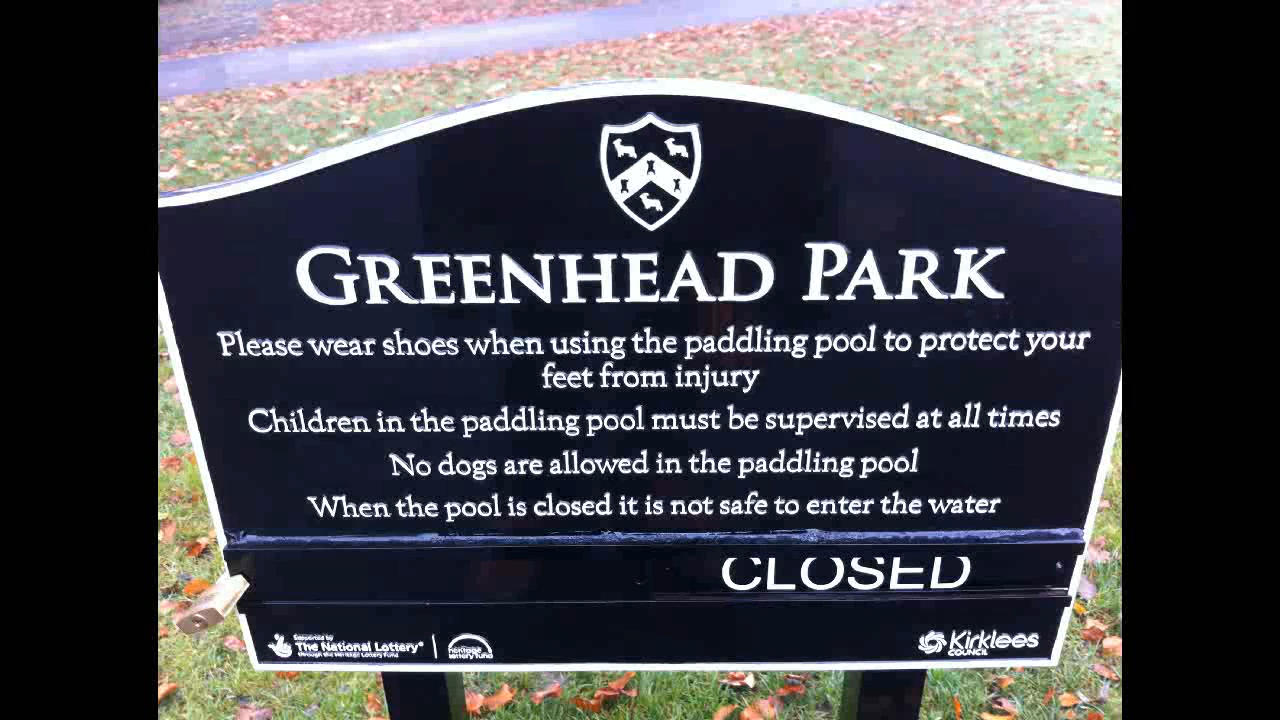 GREENHEAD PARK
Please wear shoes when using the paddling pool to protect your
feet from injury
Children in the paddling pool must be supervised at all times
No dogs are allowed in the paddling pool
When the pool is closed it is not safe to enter the water
CLOSED
Supported by
The National Lottery®
through the Heritage Lottery Fund
heritage
lottery fund
Kirklees
COUNCIL